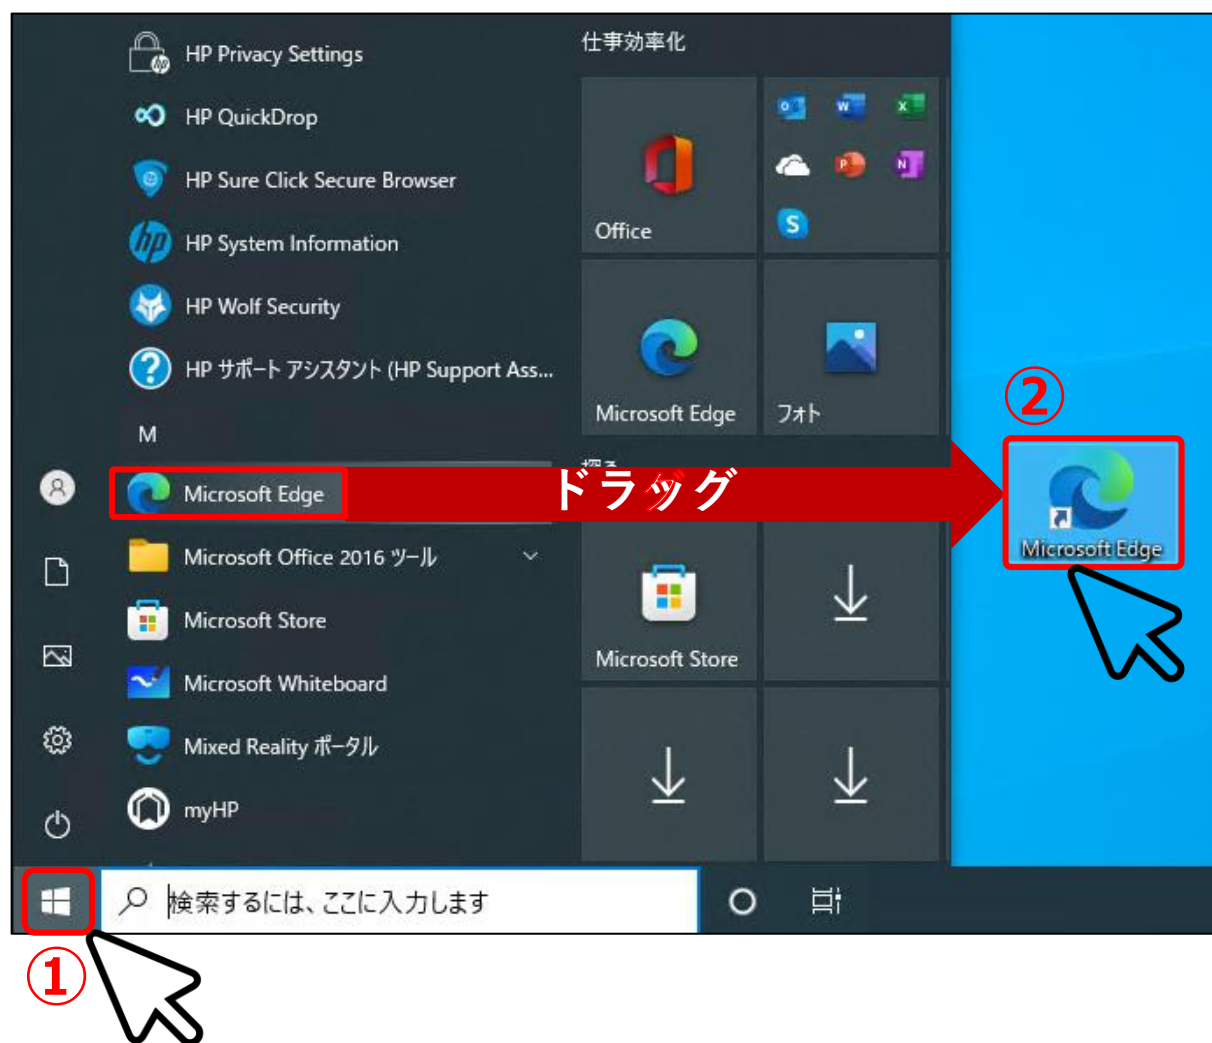 HP Privacy Settings
HP QuickDrop
HP Sure Click Secure Browser
HP System Information
HP Wolf Security
HP サポート アシスタント (HP Support Ass...
M
Microsoft Edge
Microsoft Office 2016 ツール
Microsoft Store
Microsoft Whiteboard
Mixed Reality ポータル
myHP
仕事効率化
Office
Microsoft Edge
フォト
ドラッグ
Microsoft Store
②
Microsoft Edge
検索するには、ここに入力します
①